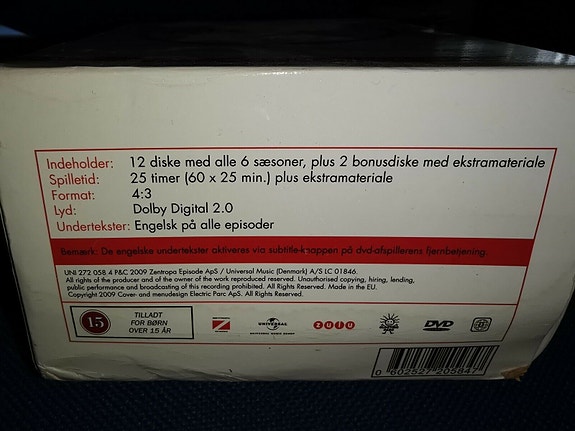 Indeholder: 12 diske med alle 6 sæsoner, plus 2 bonusdiske med ekstramateriale
Spilletid: 25 timer (60 x 25 min.) plus ekstramateriale
Format: 4:3
Lyd: Dolby Digital 2.0
Undertekster: Engelsk på alle episoder
Bemærk: De engelske undertekster aktiveres via subtitle-knappen på dvd-afspillerens fjernbetjening.
UNI 272 058 4 P&C 2009 Zentropa Episode ApS / Universal Music (Denmark) A/S LC 01846.
All rights of the producer and of the owner of the work reproduced reserved. Unauthorised copying, hiring, lending,
public performance and broadcasting of this recording prohibited. All Rights Reserved. Made in the EU.
Copyright 2009 Cover- and menudesign Electric Parc ApS. All Rights Reserved.
15 TILLADT FOR BØRN OVER 15 ÅR
UNIVERSAL
zulu
DVD
0 602527 205847